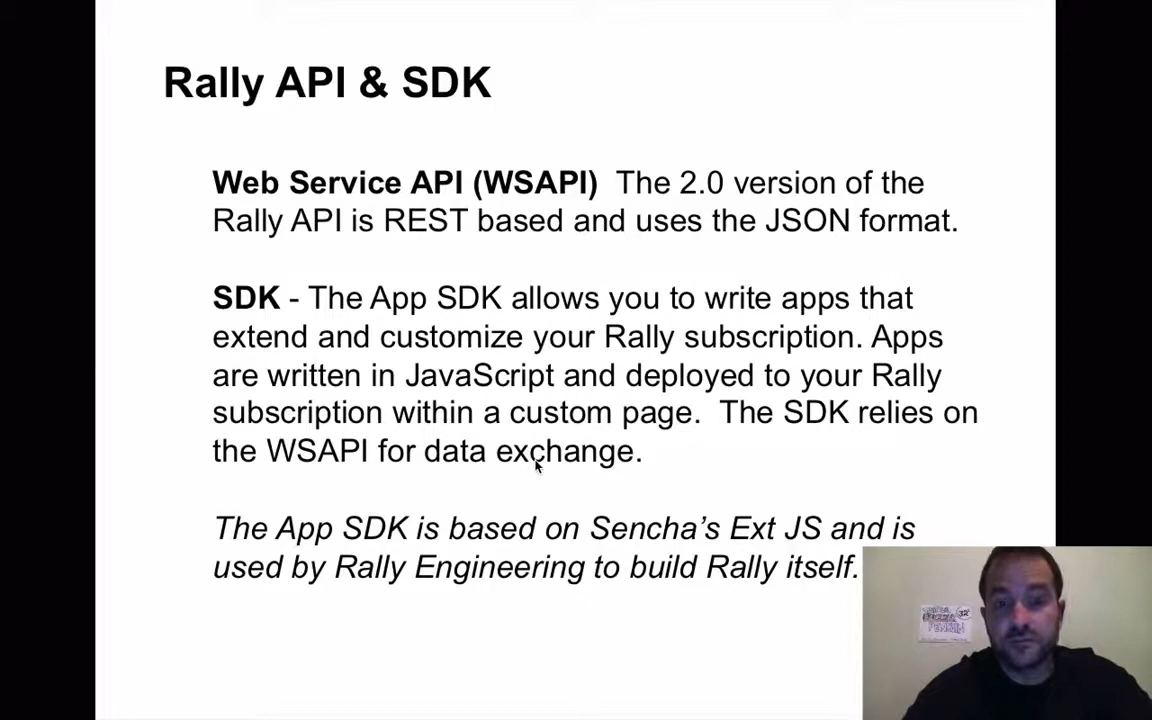 Rally API & SDK
Web Service API (WSAPI)  The 2.0 version of the
Rally API is REST based and uses the JSON format.
SDK - The App SDK allows you to write apps that
extend and customize your Rally subscription. Apps
are written in JavaScript and deployed to your Rally
subscription within a custom page.  The SDK relies on
the WSAPI for data exchange.
The App SDK is based on Sencha’s Ext JS and is
used by Rally Engineering to build Rally itself.